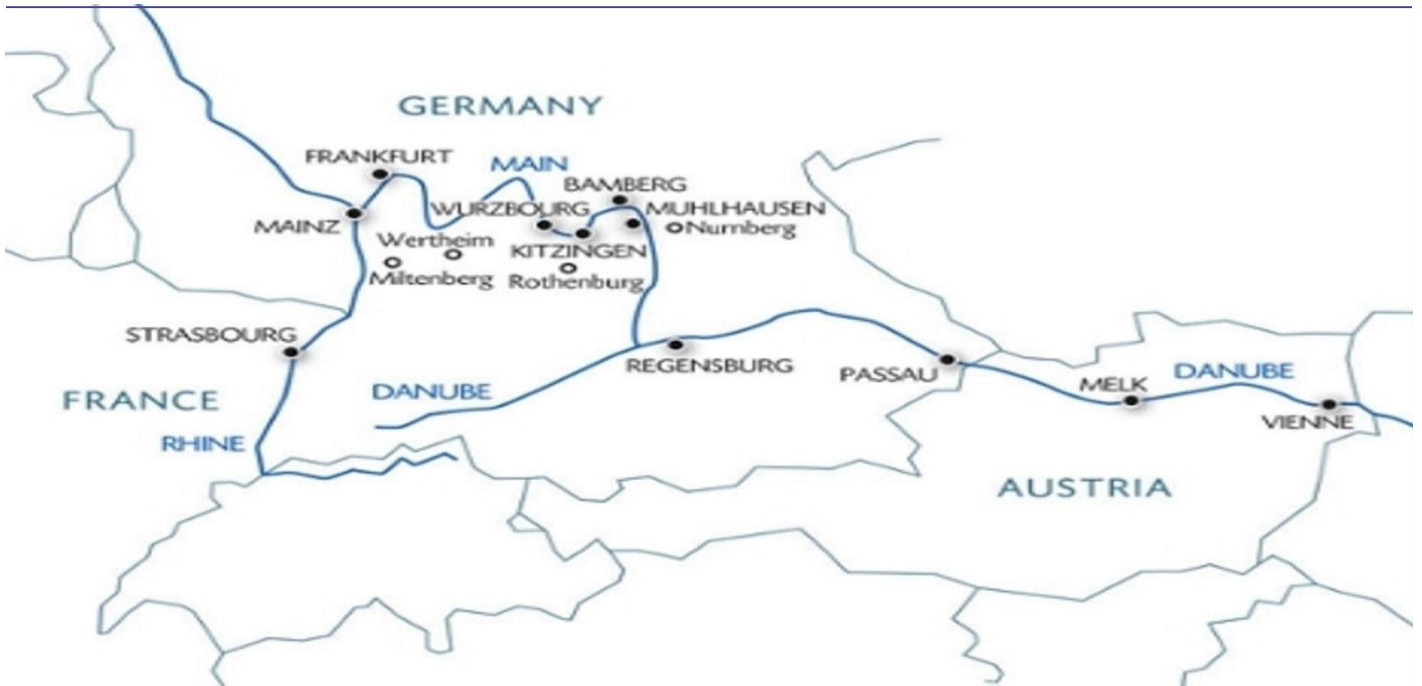 GERMANY
FRANKFURT
MAIN
BAMBERG
WURZBOURG
MUHLHAUSEN
MAINZ
Nurnberg
Wertheim
KITZINGEN
Miltenberg
Rothenburg
STRASBOURG
REGENSBURG
PASSAU
MELK
DANUBE
DANUBE
FRANCE
VIENNE
RHINE
AUSTRIA